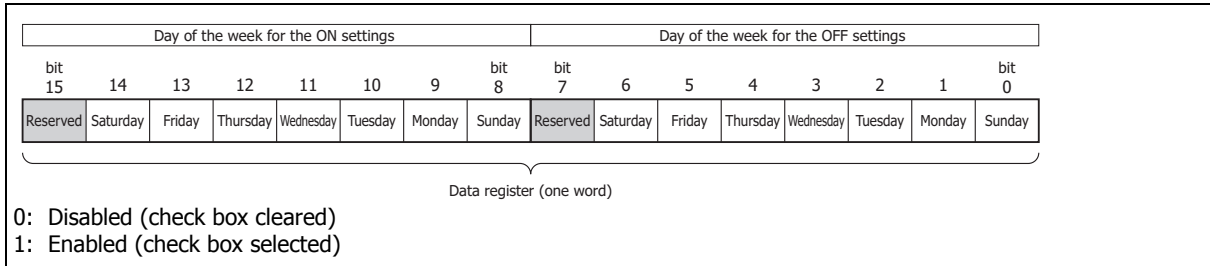 Day of the week for the ON settings Day of the week for the OFF settings
bit bit bit bit
15 14 13 12 11 10 9 8 7 6 5 4 3 2 1 0
Reserved Saturday Friday Thursday Wednesday Tuesday Monday Sunday Reserved Saturday Friday Thursday Wednesday Tuesday Monday Sunday
Data register (one word)
0: Disabled (check box cleared)
1: Enabled (check box selected)